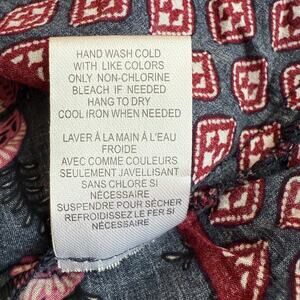 HAND WASH COLD
WITH LIKE COLORS
ONLY NON-CHLORINE
BLEACH IF NEEDED
HANG TO DRY
COOL IRON WHEN NEEDED
LAVER À LA MAIN À L'EAU
FROIDE
AVEC COMME COULEURS
SEULEMENT JAVELLISANT
SANS CHLORE SI
NÉCESSAIRE
SUSPENDRE POUR SÉCHER
REFROIDISSEZ LE FER SI
NÉCESSAIRE